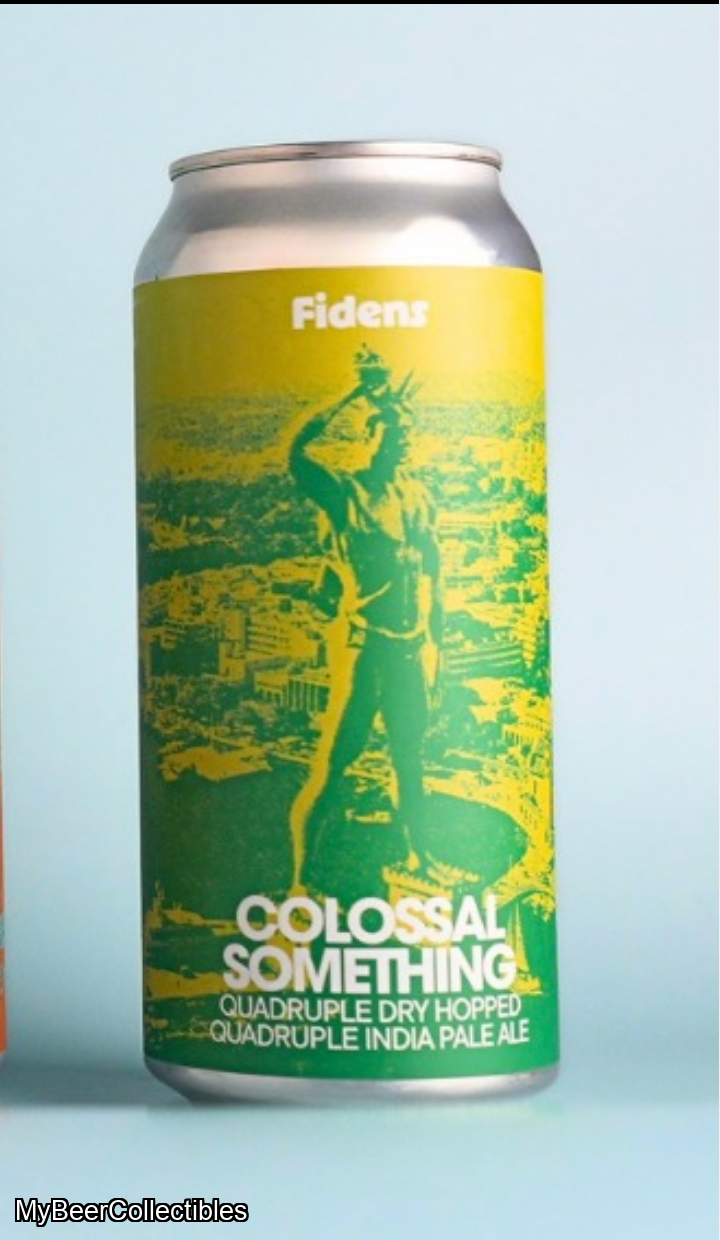 Fidens
COLOSSAL
SOMETHING
QUADRUPLE DRY HOPPED
QUADRUPLE INDIA PALE ALE
MyBeerCollectibles